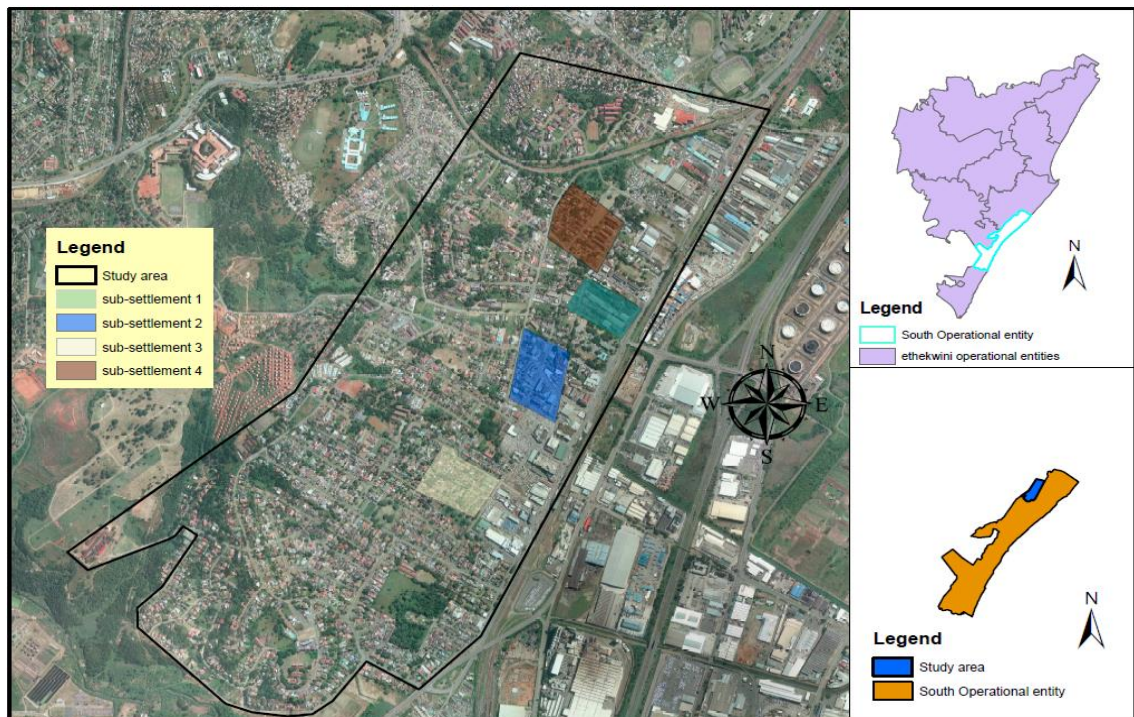 Legend
Study area
sub-settlement 1
sub-settlement 2
sub-settlement 3
sub-settlement 4
N
W E
S
N
Legend
South Operational entity
ethekwini operational entities
N
Legend
Study area
South Operational entity